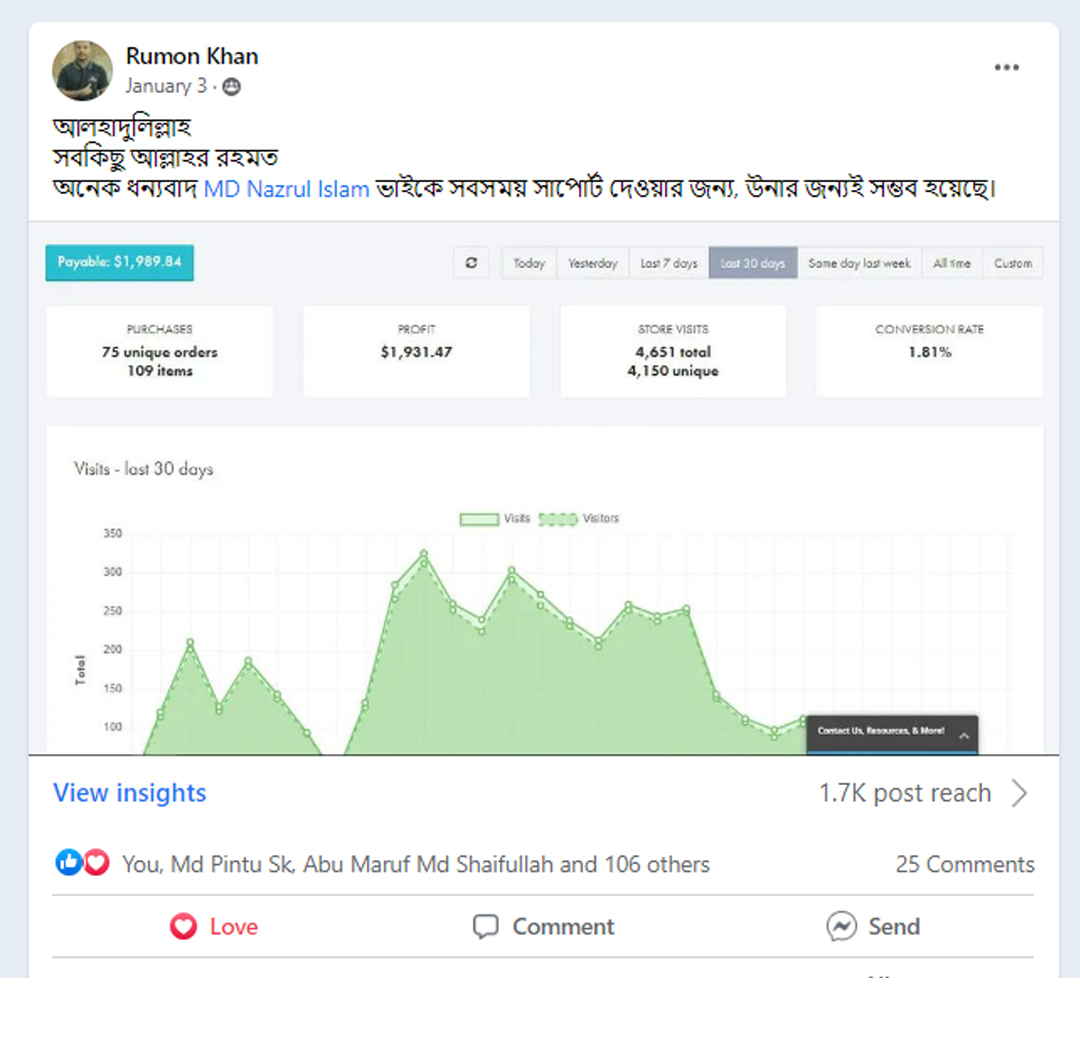 Rumon Khan
January 3 ·
আলহাদুলিল্লাহ
সবকিছু আল্লাহর রহমত
অনেক ধন্যবাদ MD Nazrul Islam ভাইকে সবসময় সাপোর্ট দেওয়ার জন্য, উনার জন্যই সম্ভব হয়েছে।
Payable: $1,989.84
Today Yesterday Last 7 days Last 30 days Same day last week All time Custom
PURCHASES PROFIT STORE VISITS CONVERSION RATE
75 unique orders $1,931.47 4,651 total 1.81%
109 items 4,150 unique
Visits - last 30 days
Visits Visitors
350
300
250
200
150
100
Total
Contact Us, Resources, & More!
View insights 1.7K post reach
You, Md Pintu Sk, Abu Maruf Md Shaifullah and 106 others 25 Comments
Love Comment Send